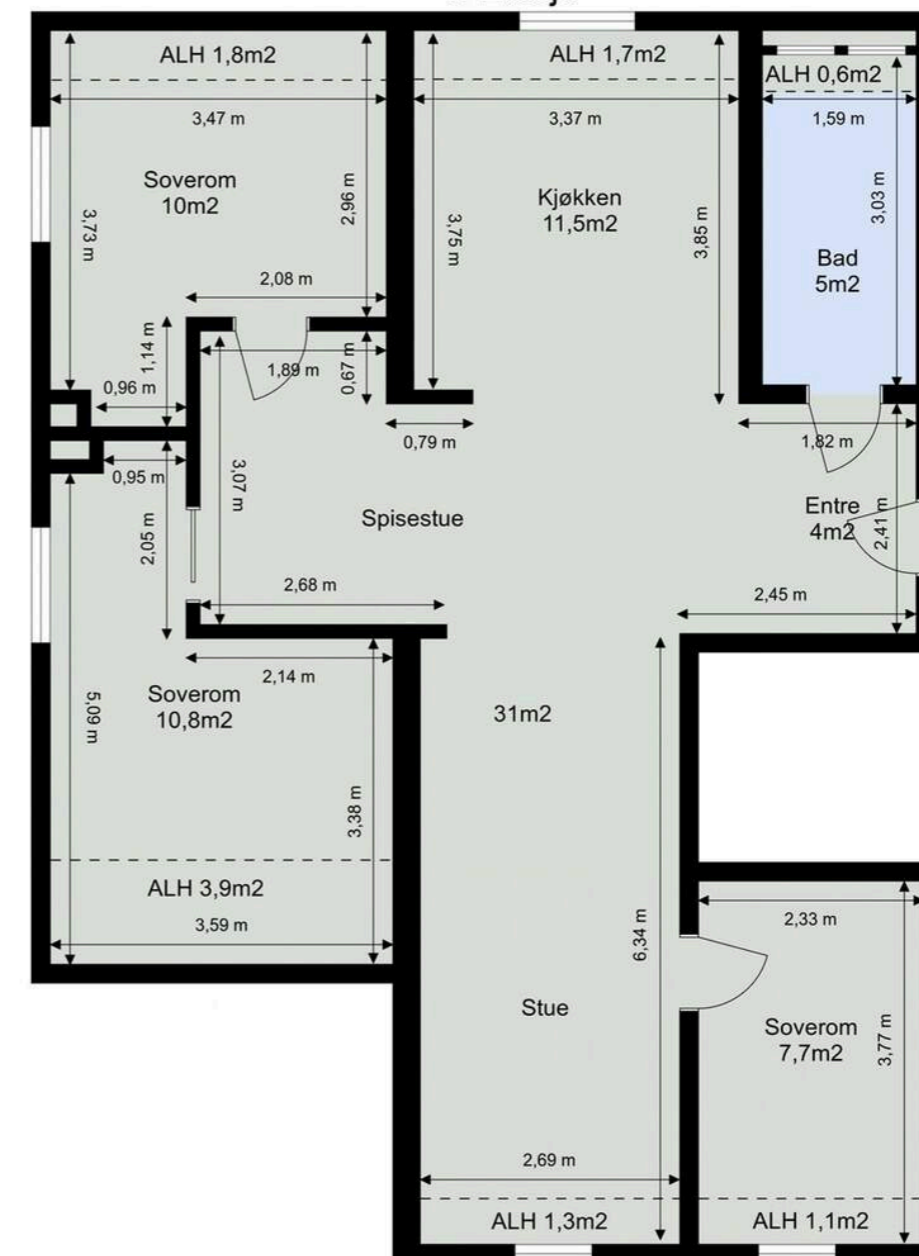 ALH 1,8m2
ALH 1,7m2
ALH 0,6m2
3,47 m
3,37 m
1,59 m
Soverom
10m2
2,96 m
3,73 m
Kjøkken
11,5m2
3,75 m
3,85 m
3,03 m
Bad
5m2
2,08 m
1,14 m
1,89 m
0,67 m
0,96 m
0,79 m
1,82 m
0,95 m
3,07 m
2,05 m
Spisestue
Entre
4m2
2,41 m
2,68 m
2,45 m
2,14 m
Soverom
10,8m2
5,09 m
31m2
3,38 m
ALH 3,9m2
3,59 m
6,34 m
2,33 m
Stue
Soverom
7,7m2
3,77 m
2,69 m
ALH 1,3m2
ALH 1,1m2